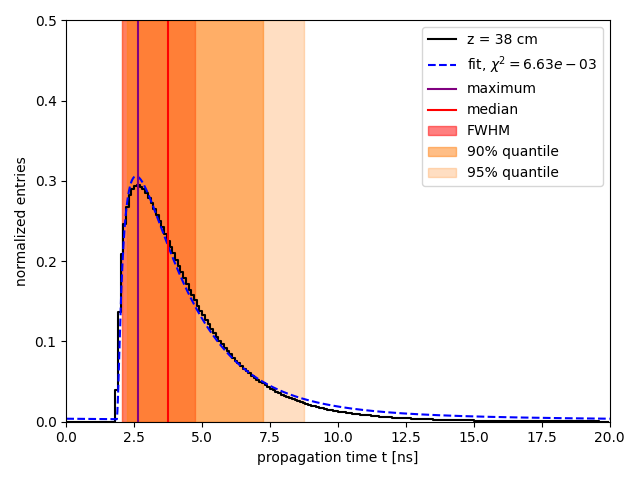 0.5
0.4
0.3
0.2
0.1
0.0
normalized entries
0.0
2.5
5.0
7.5
10.0
12.5
15.0
17.5
20.0
propagation time t [ns]
z = 38 cm
fit, χ² = 6.63e − 03
maximum
median
FWHM
90% quantile
95% quantile